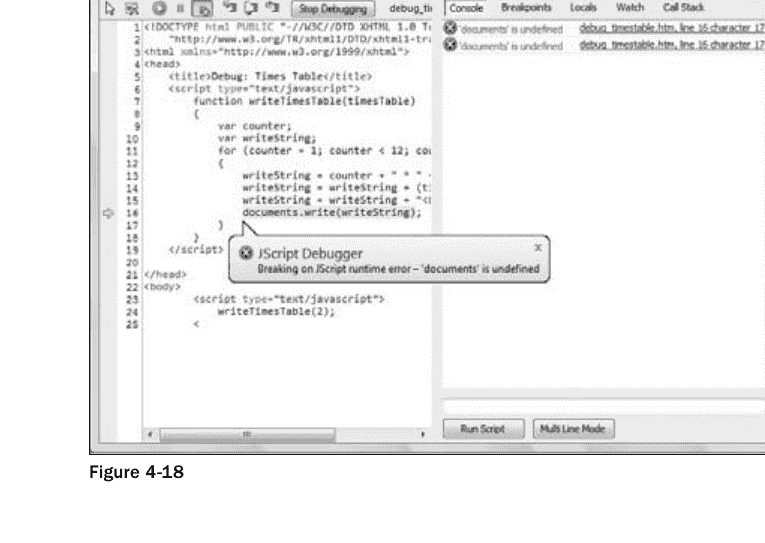 Stop Debugging debug_ti
Console Breakpoints Locals Watch Call Stack
'documents' is undefined debug_timestable.htm, line 16 character 17
'documents' is undefined debug_timestable.htm, line 16 character 17
1 <!DOCTYPE html PUBLIC "-//W3C//DTD XHTML 1.0 T
2 "http://www.w3.org/TR/xhtml1/DTD/xhtml1-tr
3 <html xmlns="http://www.w3.org/1999/xhtml">
4 <head>
5 <title>Debug: Times Table</title>
6 <script type="text/javascript">
7 function writeTimesTable(timesTable)
8 {
9 var counter;
10 var writeString;
11 for (counter = 1; counter < 12; cou
12 {
13 writeString = counter + " * "
14 writeString = writeString + (t
15 writeString = writeString + "<
16 documents.write(writeString);
17 }
18 }
19 </script>
20
21 </head>
22 <body>
23 <script type="text/javascript">
24 writeTimesTable(2);
25 <
JScript Debugger x
Breaking on JScript runtime error – 'documents' is undefined
Run Script Multi Line Mode
Figure 4-18